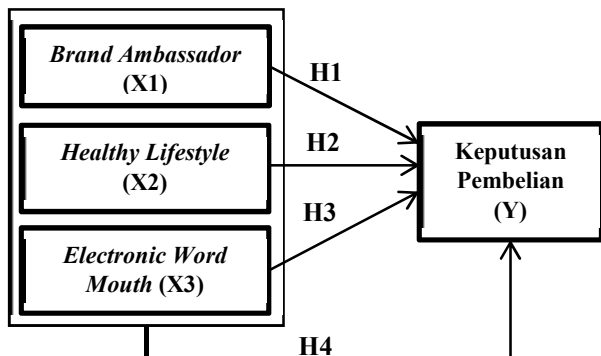 Brand Ambassador
(X1)
H1
Healthy Lifestyle
(X2)
H2
Keputusan
Pembelian
(Y)
H3
Electronic Word
Mouth (X3)
H4